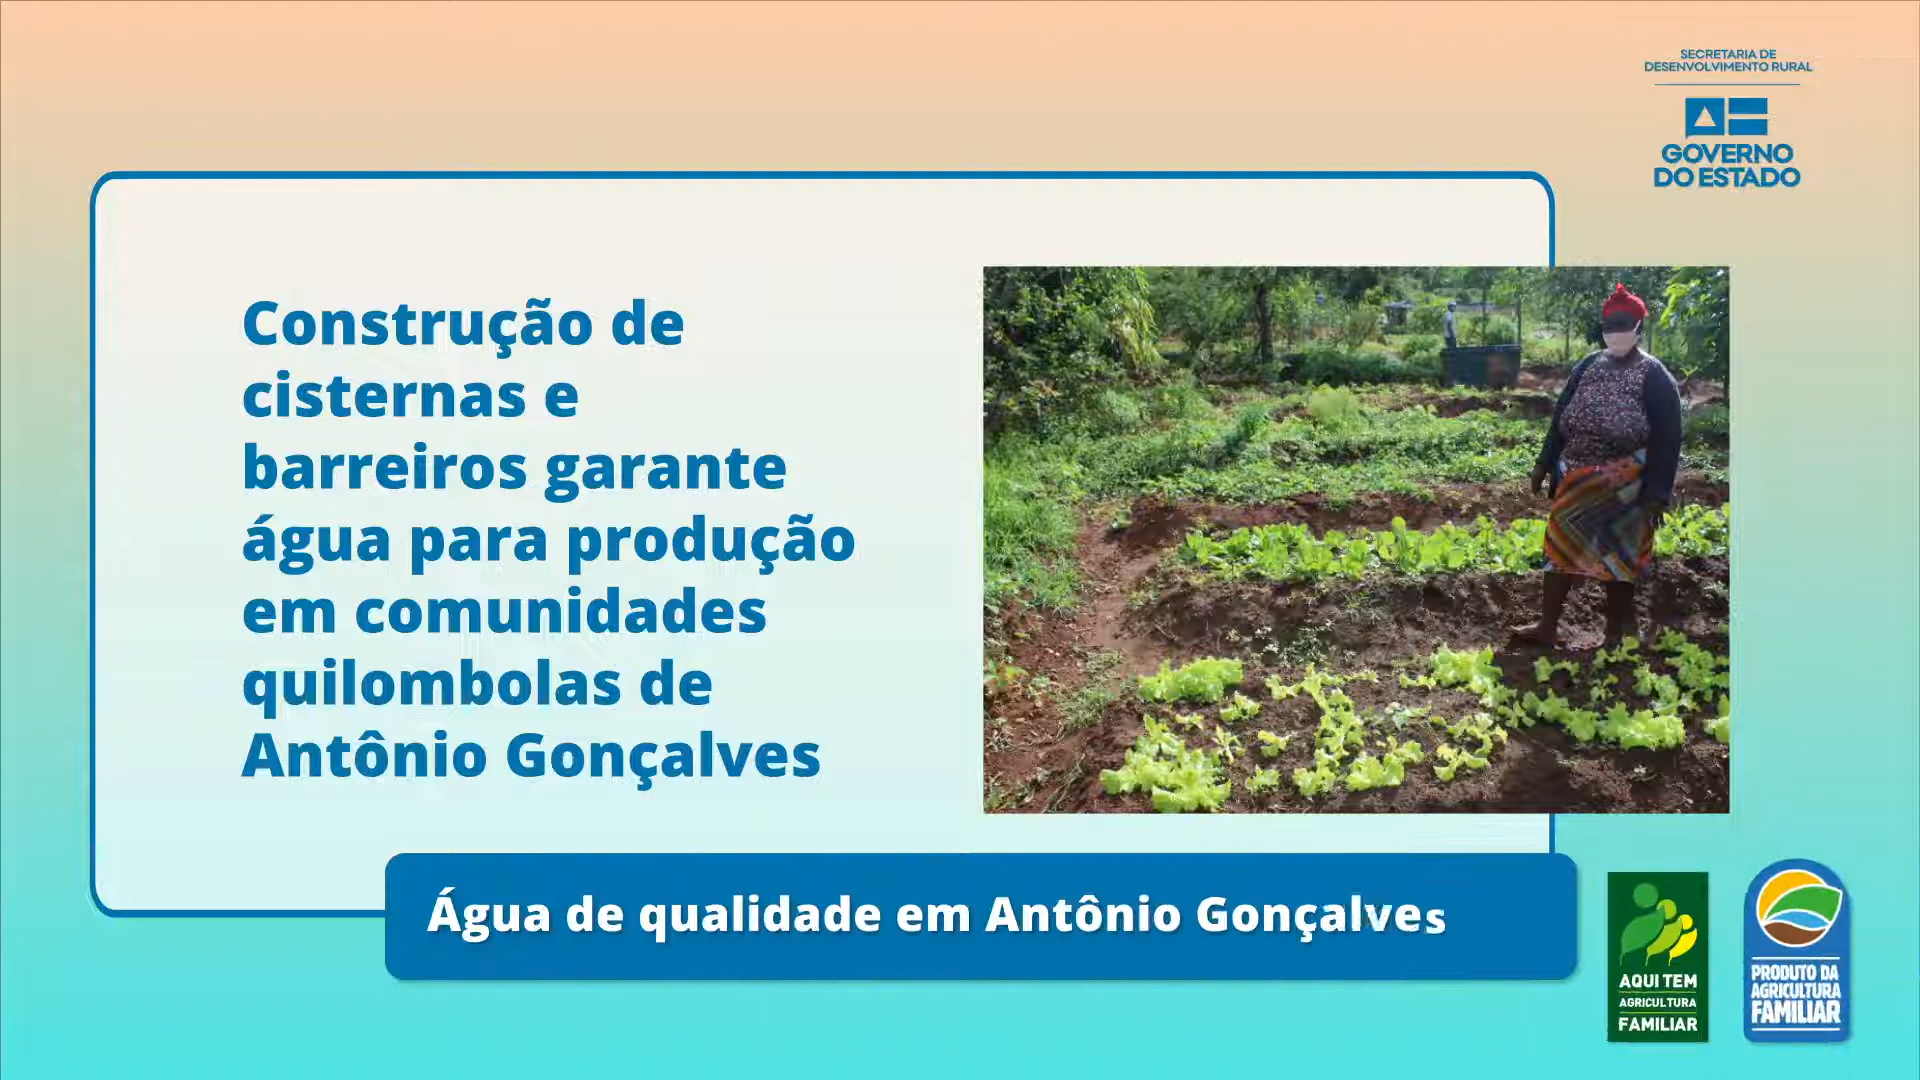 SECRETARIA DE
DESENVOLVIMENTO RURAL
GOVERNO
DO ESTADO
Construção de
cisternas e
barreiros garante
água para produção
em comunidades
quilombolas de
Antônio Gonçalves
Água de qualidade em Antônio Gonçalves
AQUI TEM
AGRICULTURA
FAMILIAR
PRODUTO DA
AGRICULTURA
FAMILIAR